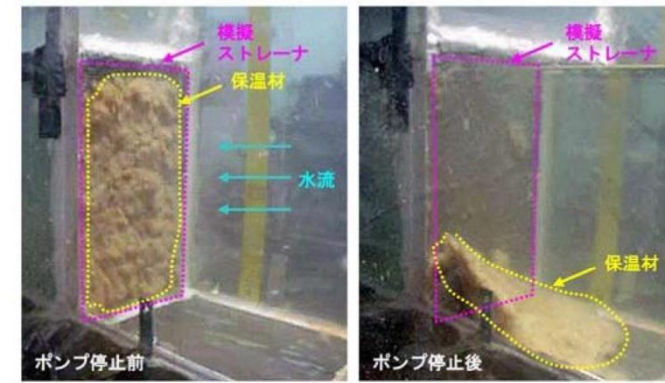 模擬
ストレーナ
保温材
水流
ポンプ停止前
模擬
ストレーナ
保温材
ポンプ停止後